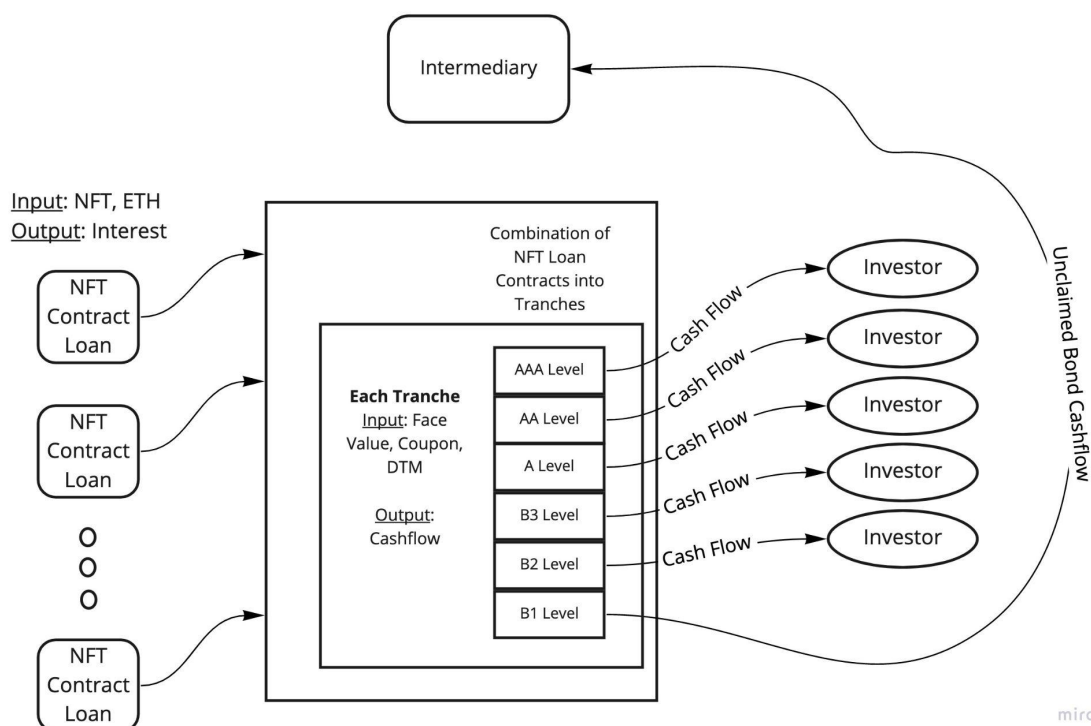 Intermediary
Input: NFT, ETH
Output: Interest
NFT
Contract
Loan
NFT
Contract
Loan
NFT
Contract
Loan
Combination of
NFT Loan
Contracts into
Tranches
Each Tranche
Input: Face
Value, Coupon,
DTM
Output:
Cashflow
AAA Level
AA Level
A Level
B3 Level
B2 Level
B1 Level
Cash Flow
Cash Flow
Cash Flow
Cash Flow
Cash Flow
Investor
Investor
Investor
Investor
Investor
Unclaimed Bond Cashflow